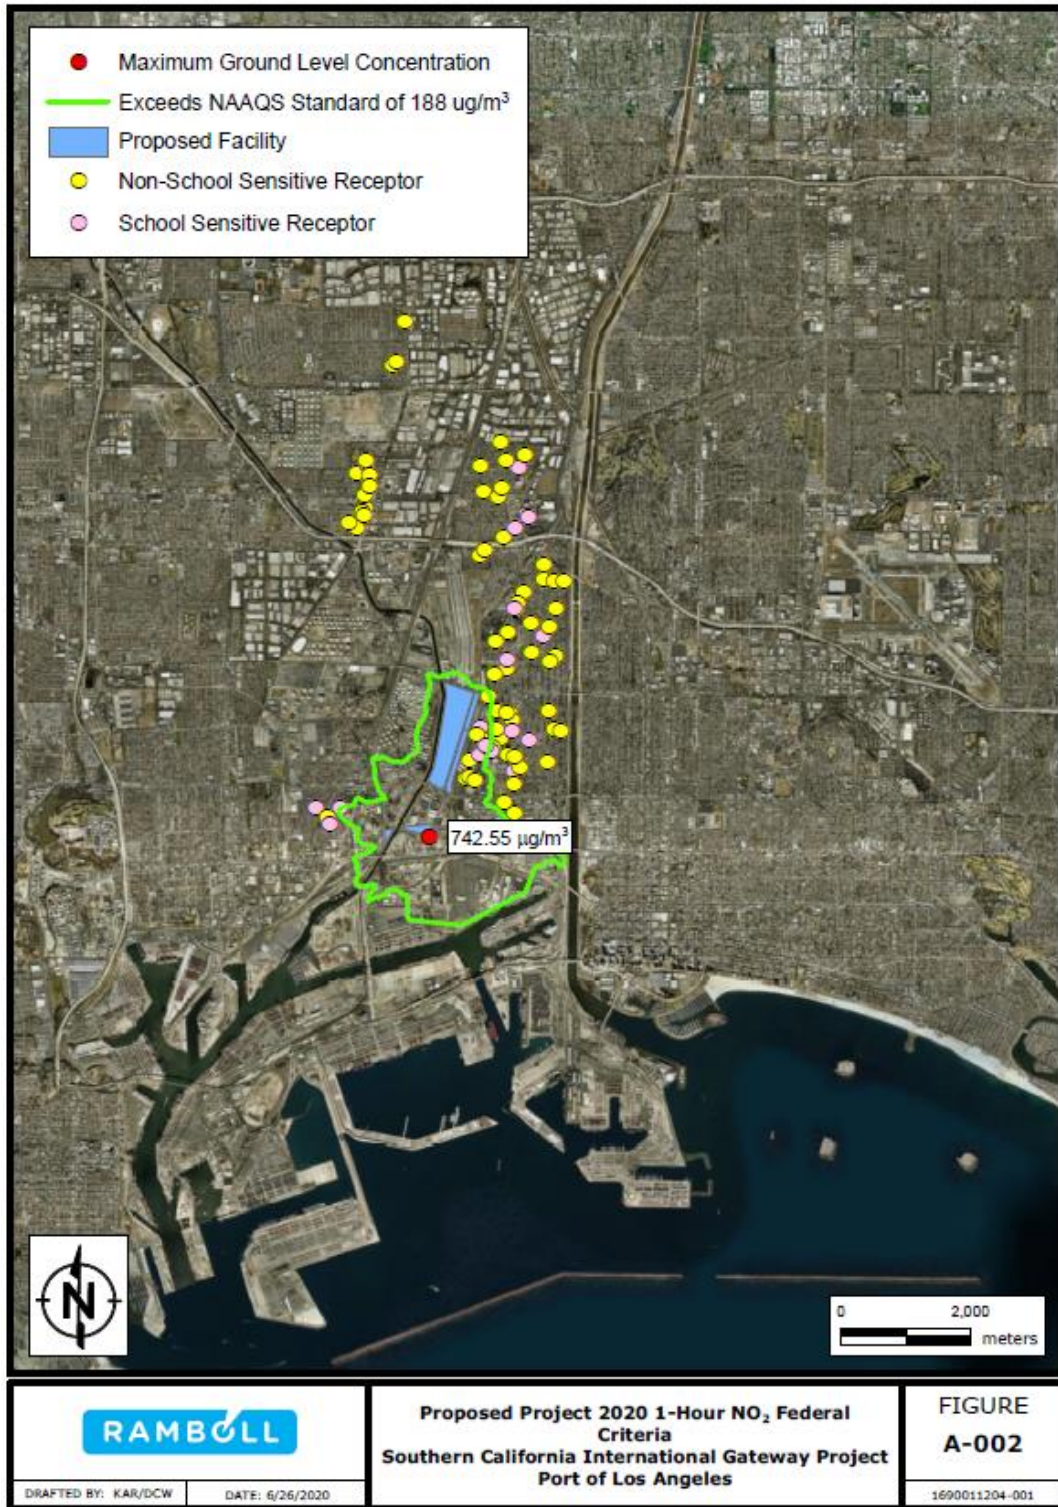 Maximum Ground Level Concentration
Exceeds NAAQS Standard of 188 ug/m³
Proposed Facility
Non-School Sensitive Receptor
School Sensitive Receptor
742.55 µg/m³
N
0 2,000
meters
RAMBOLL
DRAFTED BY: KAR/DCW DATE: 6/26/2020
Proposed Project 2020 1-Hour NO₂ Federal
Criteria
Southern California International Gateway Project
Port of Los Angeles
FIGURE
A-002
1690011204-001